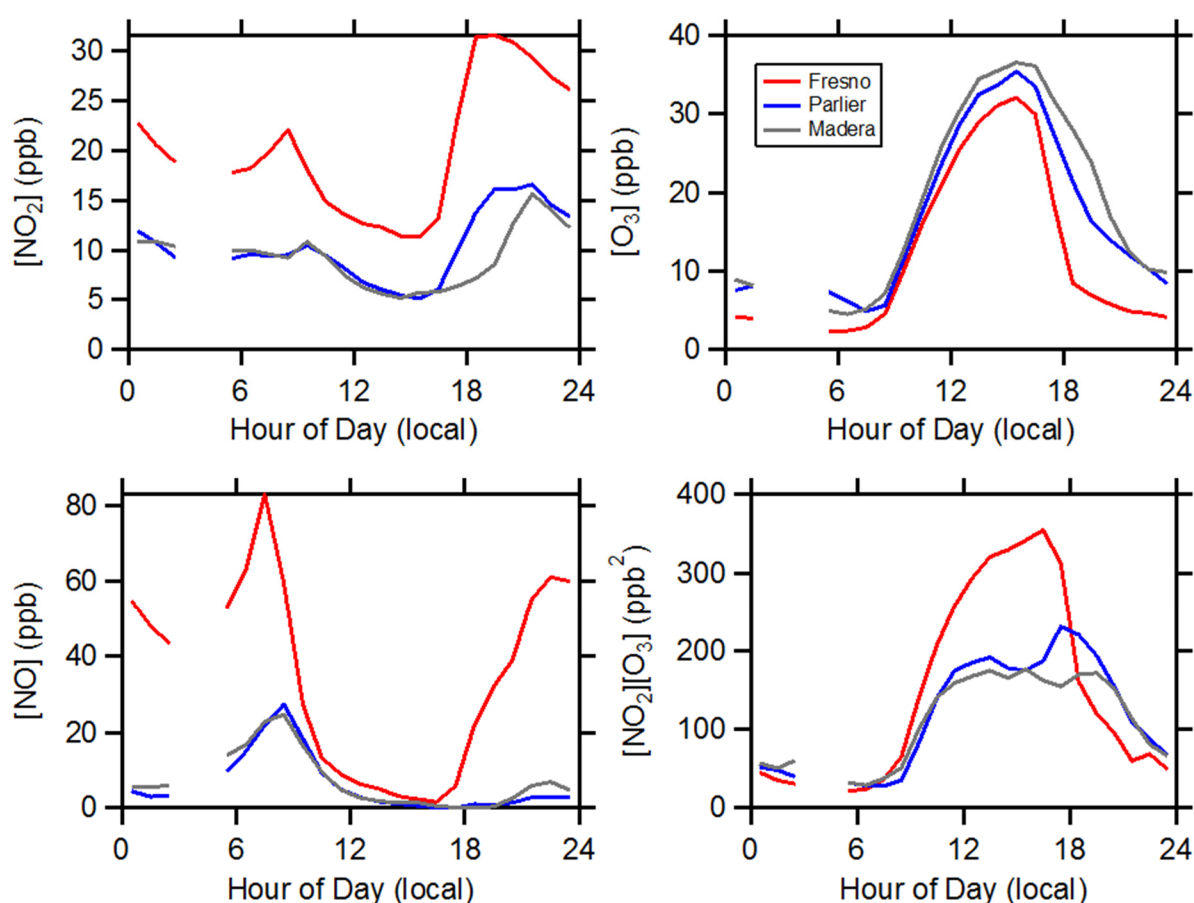 [NO₂] (ppb)
30
25
20
15
10
5
0
0 6 12 18 24
Hour of Day (local)
[O₃] (ppb)
40
30
20
10
0
Fresno
Parlier
Madera
0 6 12 18 24
Hour of Day (local)
[NO] (ppb)
80
60
40
20
0
0 6 12 18 24
Hour of Day (local)
[NO₂][O₃] (ppb²)
400
300
200
100
0
0 6 12 18 24
Hour of Day (local)